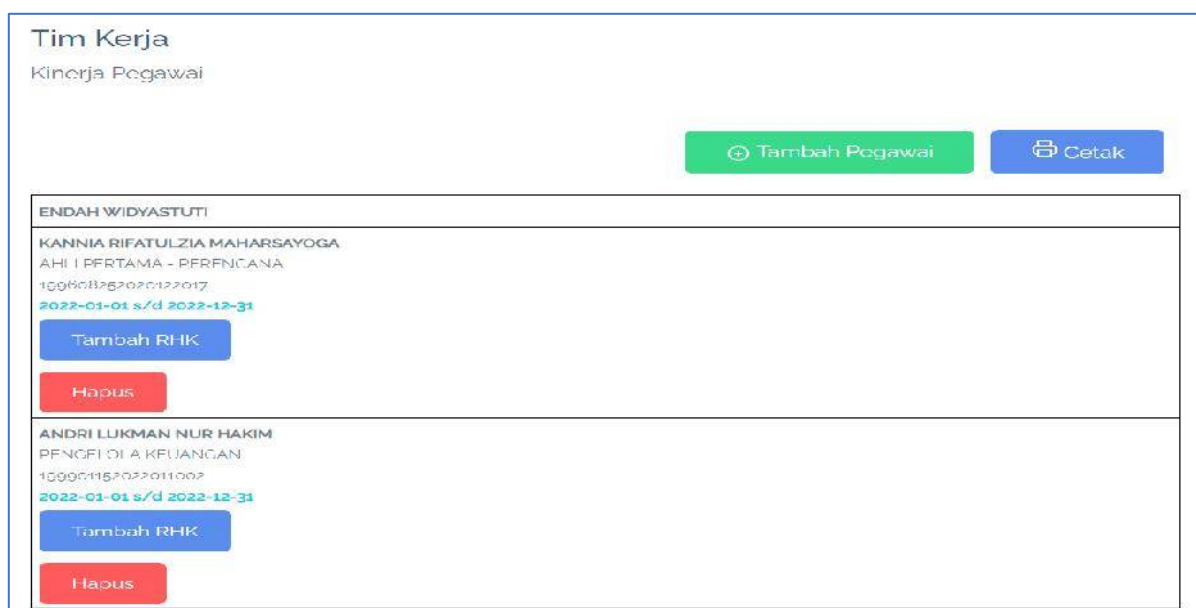 Tim Kerja
Kinerja Pegawai
Tambah Pegawai
Cetak
ENDAH WIDYASTUTI
KANNIA RIFATULZIA MAHARSAYOGA
AHLI PERTAMA - PERENCANA
199608252020122017
2022-01-01 s/d 2022-12-31
Tambah RHK
Hapus
ANDRI LUKMAN NUR HAKIM
PENGELOLA KEUANGAN
199901152022011002
2022-01-01 s/d 2022-12-31
Tambah RHK
Hapus